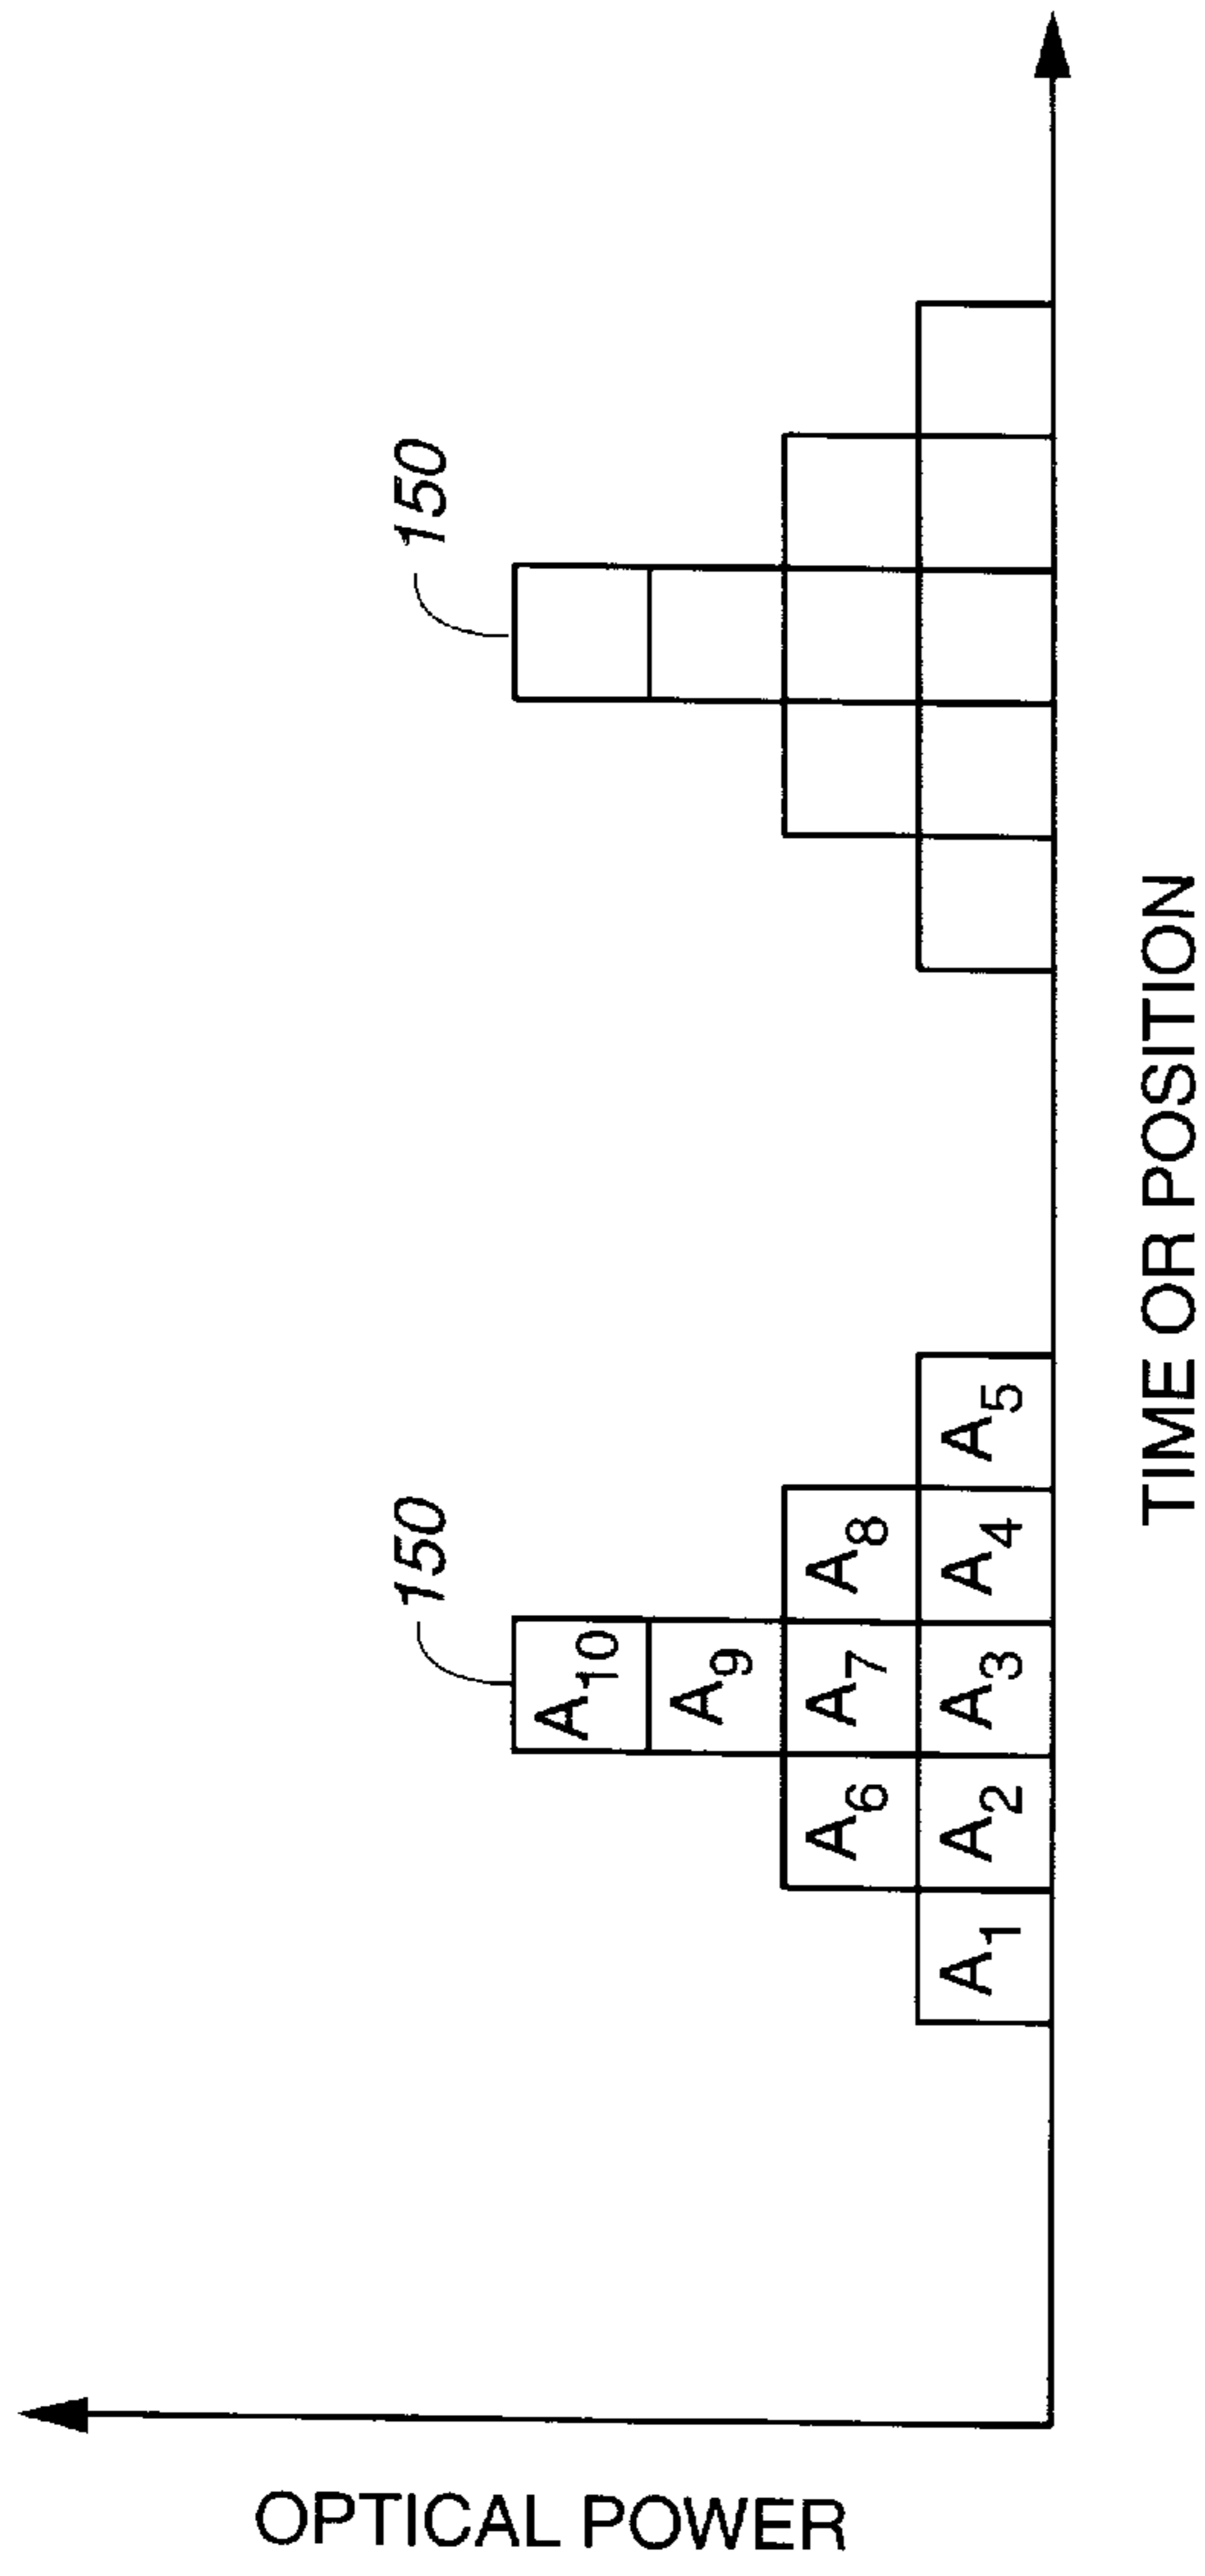 OPTICAL POWER
150
150
A10
A9
A6 A7 A8
A1 A2 A3 A4 A5
TIME OR POSITION